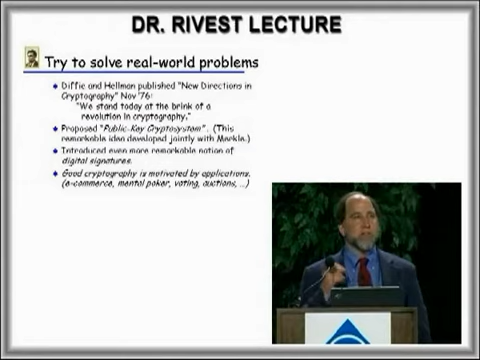 DR. RIVEST LECTURE
Try to solve real-world problems
Diffie and Hellman published "New Directions in
Cryptography" Nov '76:
"We stand today at the brink of a
revolution in cryptography."
Proposed "Public-Key Cryptosystem". (This
remarkable idea developed jointly with Merkle.)
Introduced even more remarkable notion of
digital signatures.
Good cryptography is motivated by applications.
(e-commerce, mental poker, voting, auctions, ...)